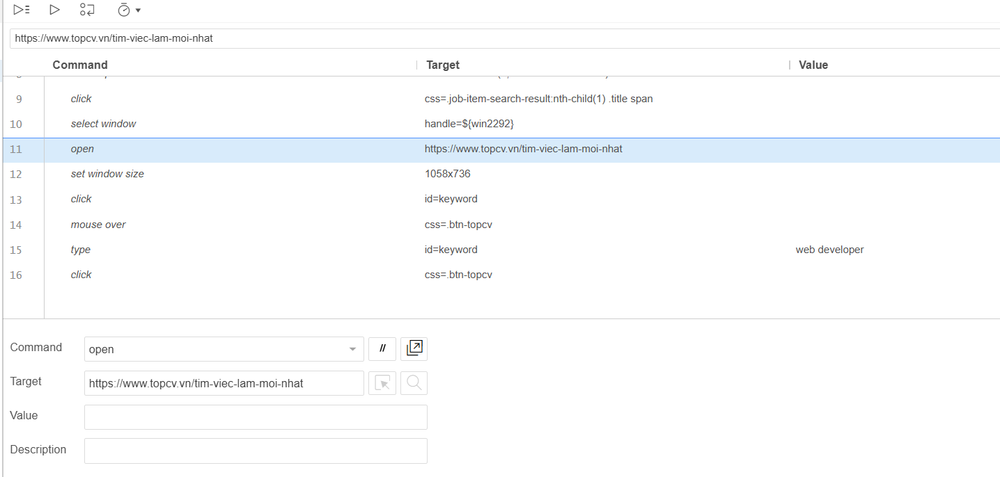 https://www.topcv.vn/tim-viec-lam-moi-nhat
Command Target Value
9 click css=.job-item-search-result:nth-child(1) .title span
10 select window handle=${win2292}
11 open https://www.topcv.vn/tim-viec-lam-moi-nhat
12 set window size 1058x736
13 click id=keyword
14 mouse over css=.btn-topcv
15 type id=keyword web developer
16 click css=.btn-topcv
Command open //
Target https://www.topcv.vn/tim-viec-lam-moi-nhat
Value
Description